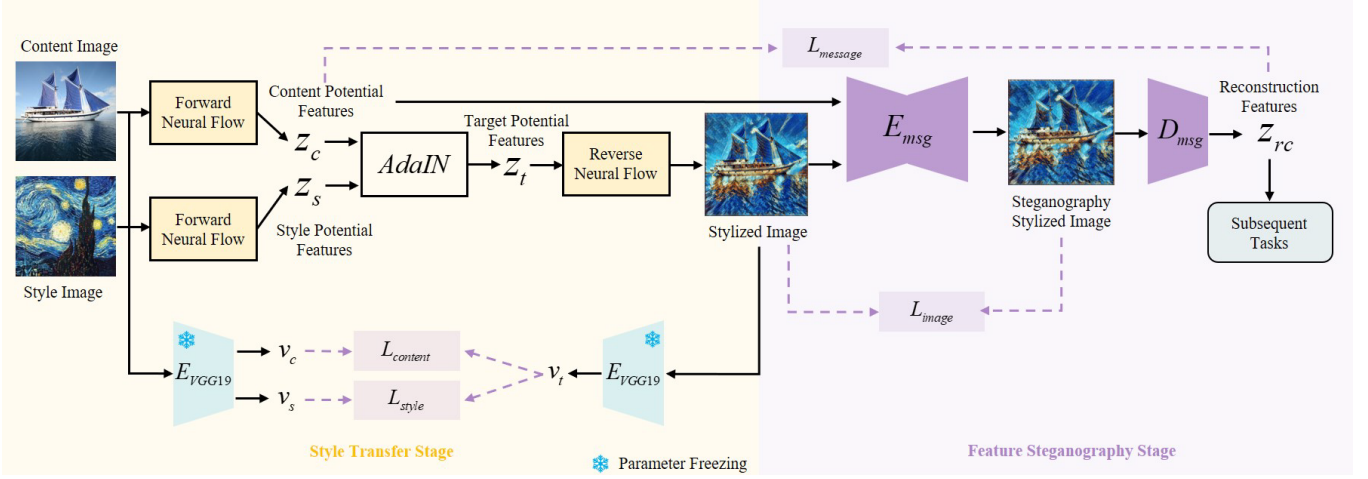 Content Image
Forward
Neural Flow
Content Potential
Features
z_c
AdaIN
Target Potential
Features
z_t
Reverse
Neural Flow
Stylized Image
L_message
E_msg
Steganography
Stylized Image
D_msg
Reconstruction
Features
z_rc
Subsequent
Tasks
Style Image
Forward
Neural Flow
z_s
Style Potential
Features
L_image
E_VGG19
v_c
v_s
L_content
L_style
v_t
E_VGG19
Style Transfer Stage
Parameter Freezing
Feature Steganography Stage